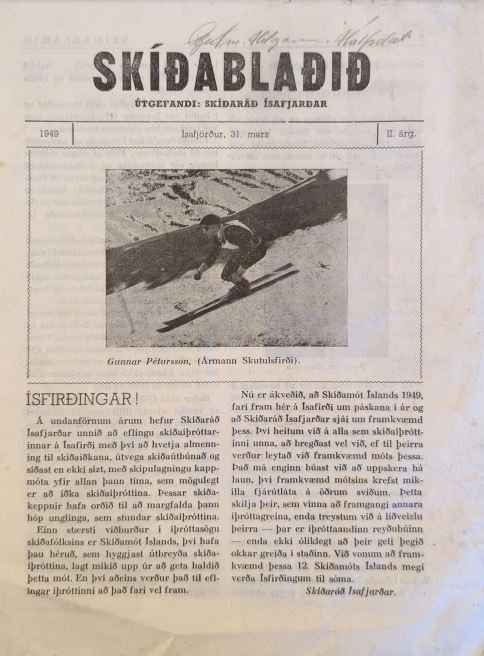 SKÍÐABLAÐIÐ
ÚTGEFANDI: SKÍÐARÁÐ ÍSAFJARÐAR
1949
Ísafjörður, 31. marz
II. árg.
Gunnar Pétursson, (Ármann Skutulsfirði).
ÍSFIRÐINGAR!
Á undanförnum árum hefur Skíðaráð
Ísafjarðar unnið að eflingu skíðaíþróttar-
innar á Ísafirði með því að hvetja almenn-
ing til skíðaiðkana, útvega skíðaútbúnað og
síðast en ekki sízt, með skipulagningu kapp-
móta yfir allan þann tíma, sem mögulegt
er að iðka skíðaíþróttina. Þessar skíða-
keppnir hafa orðið til að margfalda þann
hóp unglinga, sem stundar skíðaíþróttina.
Einn stærsti viðburður í íþróttasögu
skíðafólksins er Skíðamót Íslands, því hafa
þau héruð, sem hyggjast útbreyða skíða-
íþróttina, lagt mikið upp úr að geta haldið
þetta mót. En því aðeins verður það til efl-
ingar íþróttinni að það fari vel fram.
Nú er ákveðið, að Skíðamót Íslands 1949,
fari fram hér á Ísafirði um páskana í ár og
að Skíðaráð Ísafjarðar sjái um framkvæmd
þess. Því heitum við á alla sem skíðaíþrótt-
inni unna, að bregðast vel við, ef til þeirra
verður leytað við framkvæmd móts þessa.
Það má enginn búast við að uppskera há
laun, því framkvæmd mótsins krefst mik-
illa fjárútláta á öðrum sviðum. Þetta
skilja þeir, sem vinna að framgangi annara
íþróttagreina, enda treystum við á liðveizlu
þeirra — þar er íþróttaandinn reyðubúinn
— enda ekki ólíklegt að þeir geti þegið
okkar greiða í staðinn. Við vonum að fram-
kvæmd þessa 12. Skíðamóts Íslands megi
verða Ísfirðingum til sóma.
Skíðaráð Ísafjarðar.